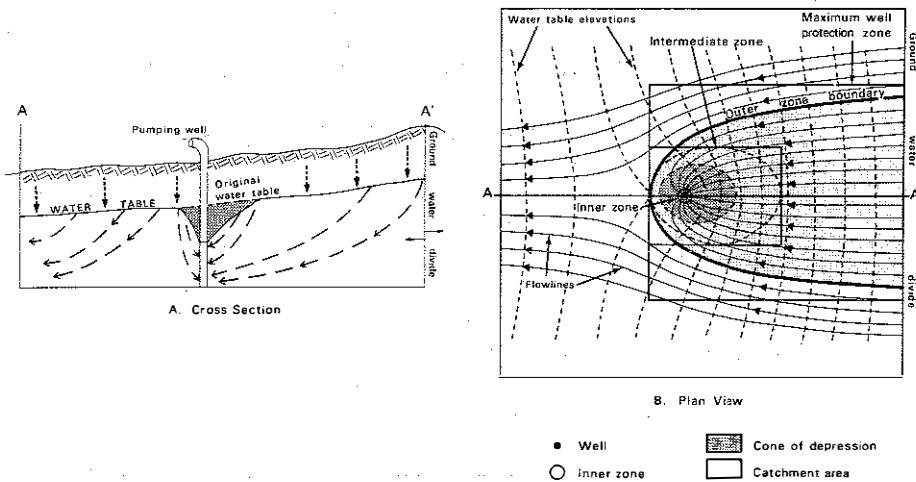 A
A'
Pumping well
Original
water table
WATER TABLE
Ground water divide
A. Cross Section
Water table elevations
Maximum well
protection zone
Intermediate zone
Outer zone boundary
Ground water divide
A
A
Inner zone
Flowlines
B. Plan View
Well
Cone of depression
Inner zone
Catchment area